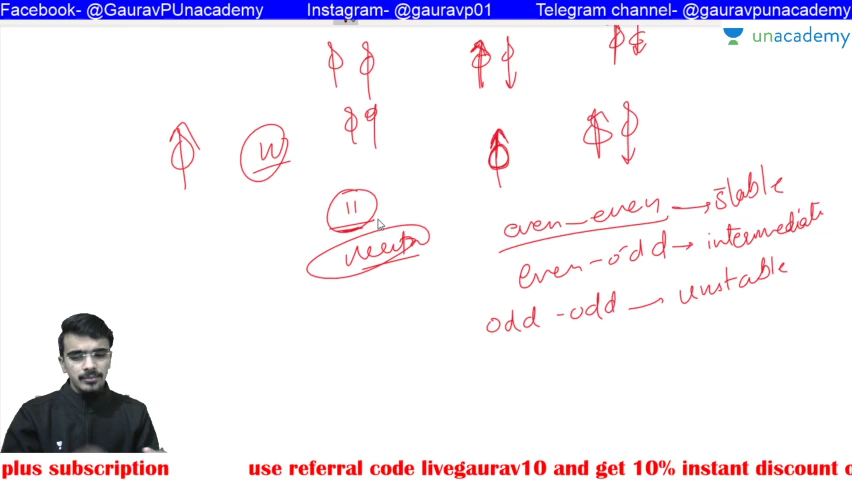 Facebook- @GauravPUnacademy Instagram- @gauravp01 Telegram channel- @gauravpunacademy
unacademy
11
even-even → stable
even-odd → intermediate
odd-odd — unstable
plus subscription use referral code livegaurav10 and get 10% instant discount o